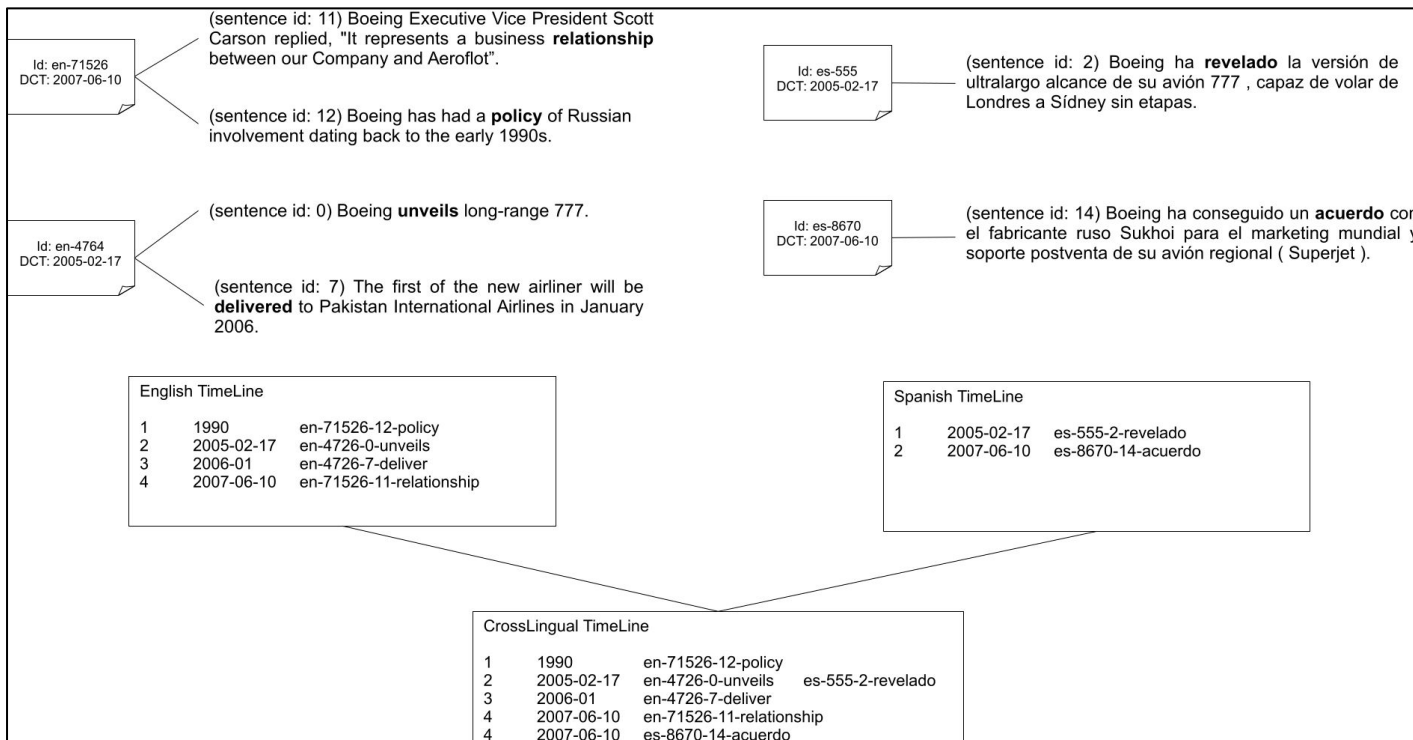 (sentence id: 11) Boeing Executive Vice President Scott
Carson replied, "It represents a business relationship
between our Company and Aeroflot”.
Id: en-71526
DCT: 2007-06-10
(sentence id: 12) Boeing has had a policy of Russian
involvement dating back to the early 1990s.
Id: es-555
DCT: 2005-02-17
(sentence id: 2) Boeing ha revelado la versión de
ultralargo alcance de su avión 777 , capaz de volar de
Londres a Sídney sin etapas.
(sentence id: 0) Boeing unveils long-range 777.
Id: en-4764
DCT: 2005-02-17
(sentence id: 7) The first of the new airliner will be
delivered to Pakistan International Airlines in January
2006.
Id: es-8670
DCT: 2007-06-10
(sentence id: 14) Boeing ha conseguido un acuerdo con
el fabricante ruso Sukhoi para el marketing mundial y
soporte postventa de su avión regional ( Superjet ).
English TimeLine
1 1990 en-71526-12-policy
2 2005-02-17 en-4726-0-unveils
3 2006-01 en-4726-7-deliver
4 2007-06-10 en-71526-11-relationship
Spanish TimeLine
1 2005-02-17 es-555-2-revelado
2 2007-06-10 es-8670-14-acuerdo
CrossLingual TimeLine
1 1990 en-71526-12-policy
2 2005-02-17 en-4726-0-unveils es-555-2-revelado
3 2006-01 en-4726-7-deliver
4 2007-06-10 en-71526-11-relationship
4 2007-06-10 es-8670-14-acuerdo